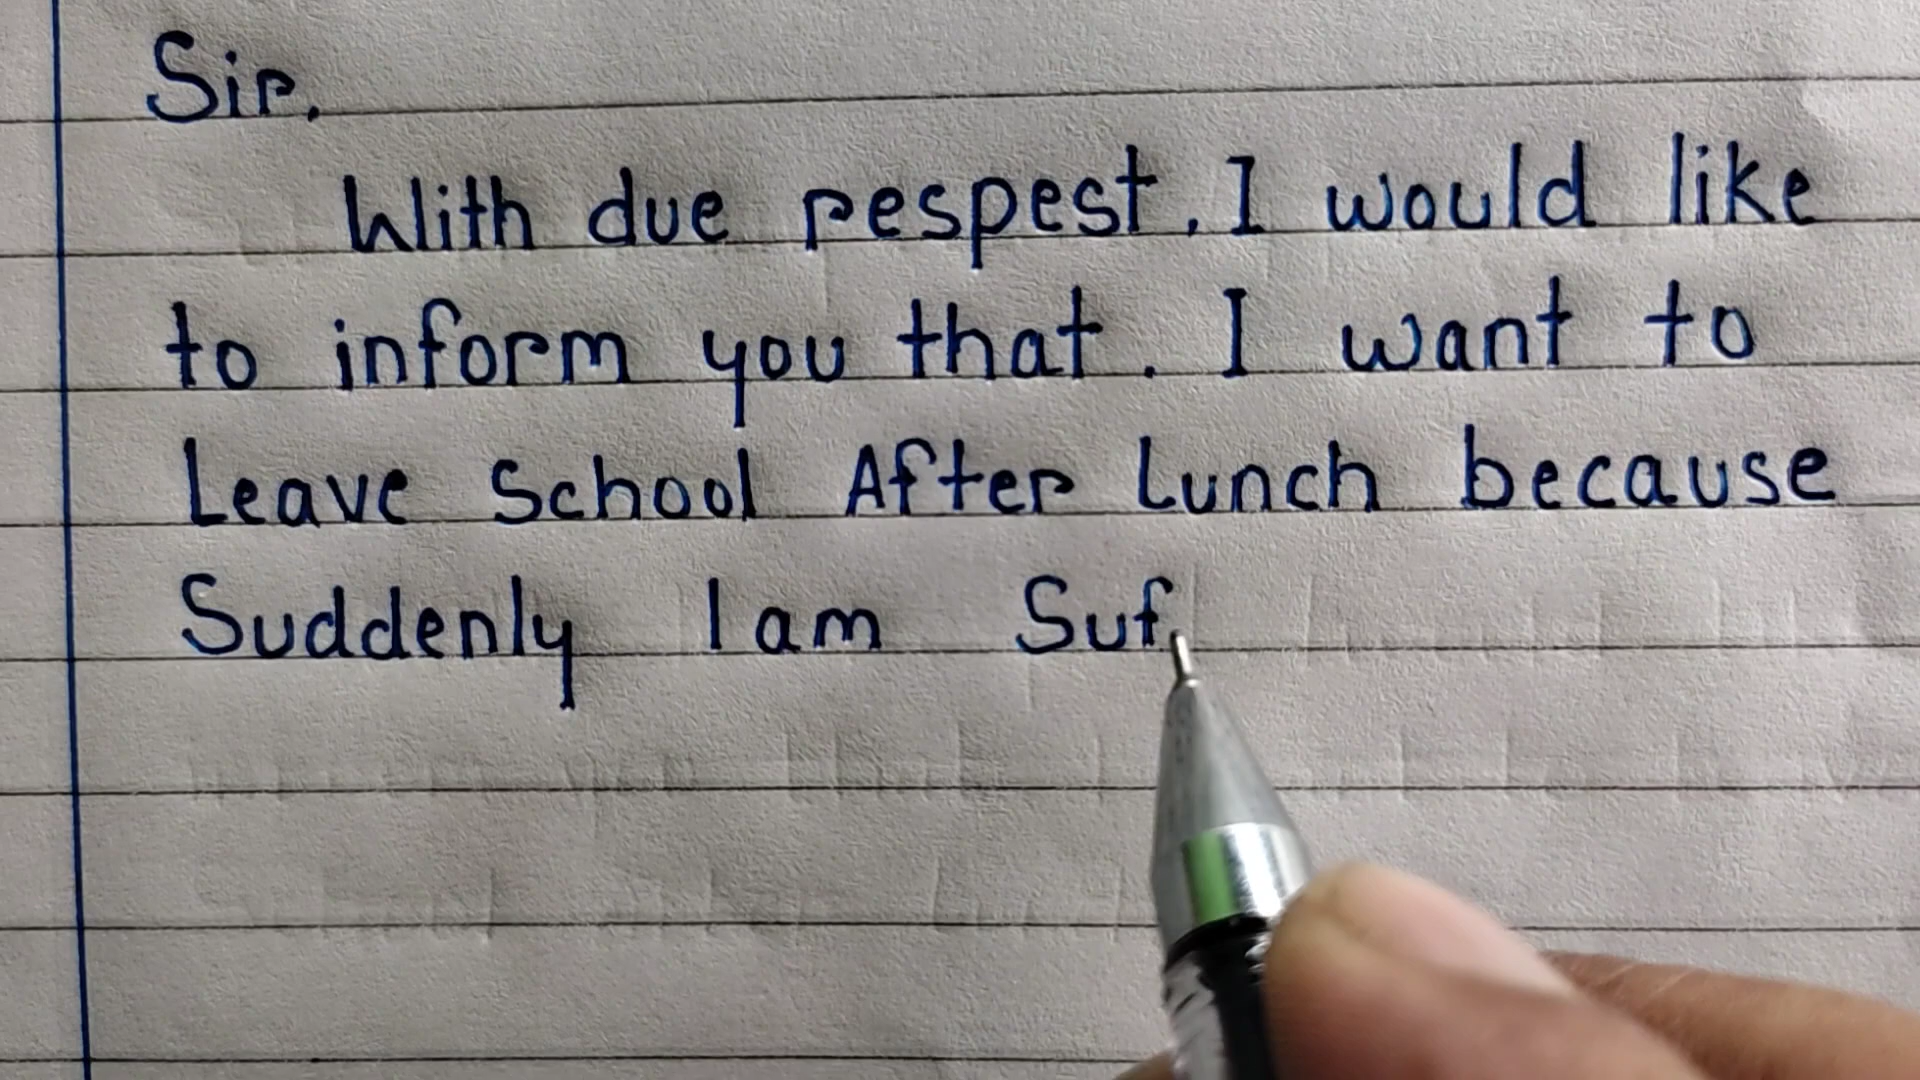 Sir.
With due respest. I would like
to inform you that. I want to
Leave School After Lunch because
Suddenly I am Suf